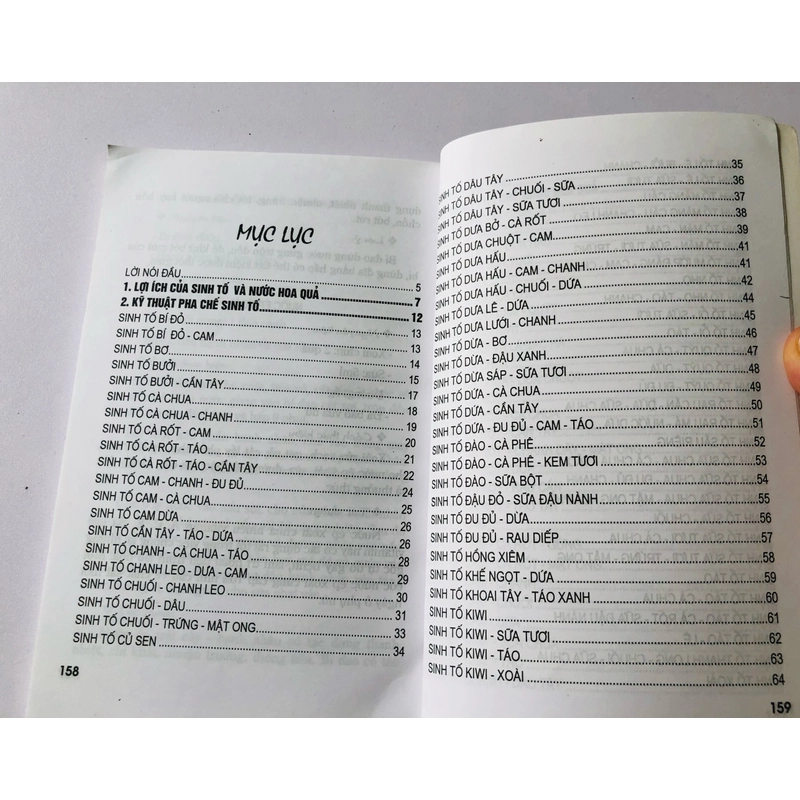 MỤC LỤC
LỜI NÓI ĐẦU 5
1. LỢI ÍCH CỦA SINH TỐ VÀ NƯỚC HOA QUẢ 7
2. KỸ THUẬT PHA CHẾ SINH TỐ 12
SINH TỐ BÍ ĐỎ 13
SINH TỐ BÍ ĐỎ - CAM 13
SINH TỐ BƠ 14
SINH TỐ BƯỞI 15
SINH TỐ BƯỞI - CẦN TÂY 17
SINH TỐ CÀ CHUA 18
SINH TỐ CÀ CHUA - CHANH 19
SINH TỐ CÀ RỐT - CAM 20
SINH TỐ CÀ RỐT - TÁO 21
SINH TỐ CÀ RỐT - TÁO - CẦN TÂY 22
SINH TỐ CAM - CHANH - ĐU ĐỦ 24
SINH TỐ CAM - CÀ CHUA 25
SINH TỐ CAM DỨA 26
SINH TỐ CẦN TÂY - TÁO - DỨA 26
SINH TỐ CHANH - CÀ CHUA - TÁO 28
SINH TỐ CHANH LEO - DƯA - CAM 29
SINH TỐ CHUỐI - CHANH LEO 30
SINH TỐ CHUỐI - DÂU 31
SINH TỐ CHUỐI - TRỨNG - MẬT ONG 33
SINH TỐ CỦ SEN 34
158
SINH TỐ DÂU TÂY 35
SINH TỐ DÂU TÂY - CHUỐI - SỮA 36
SINH TỐ DÂU TÂY - SỮA TƯƠI 37
SINH TỐ DƯA BỞ - CÀ RỐT 38
SINH TỐ DƯA CHUỘT - CAM 39
SINH TỐ DƯA HẤU 41
SINH TỐ DƯA HẤU - CAM - CHANH 41
SINH TỐ DƯA HẤU - CHUỐI - DỨA 42
SINH TỐ DƯA LÊ - DỨA 44
SINH TỐ DƯA LƯỚI - CHANH 45
SINH TỐ DỪA - BƠ 46
SINH TỐ DỪA - ĐẬU XANH 47
SINH TỐ DỪA SÁP - SỮA TƯƠI 48
SINH TỐ DỨA - CÀ CHUA 49
SINH TỐ DỨA - CẦN TÂY 50
SINH TỐ DỨA - ĐU ĐỦ - CAM - TÁO 51
SINH TỐ ĐÀO - CÀ PHÊ 52
SINH TỐ ĐÀO - CÀ PHÊ - KEM TƯƠI 53
SINH TỐ ĐÀO - SỮA BỘT 54
SINH TỐ ĐẬU ĐỎ - SỮA ĐẬU NÀNH 55
SINH TỐ ĐU ĐỦ - DỪA 56
SINH TỐ ĐU ĐỦ - RAU DIẾP 57
SINH TỐ HỒNG XIÊM 58
SINH TỐ KHẾ NGỌT - DỨA 59
SINH TỐ KHOAI TÂY - TÁO XANH 60
SINH TỐ KIWI 61
SINH TỐ KIWI - SỮA TƯƠI 62
SINH TỐ KIWI - TÁO 63
SINH TỐ KIWI - XOÀI 64
159